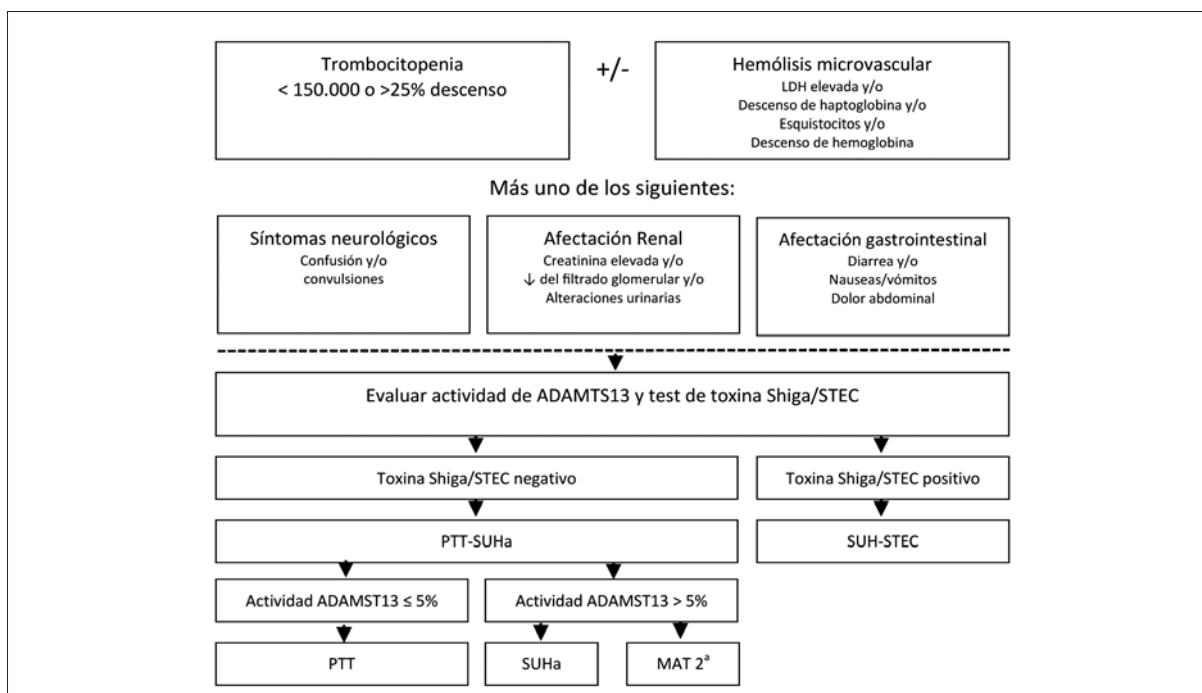 Trombocitopenia
< 150.000 o >25% descenso
+/-
Hemólisis microvascular
LDH elevada y/o
Descenso de haptoglobina y/o
Esquistocitos y/o
Descenso de hemoglobina
Más uno de los siguientes:
Síntomas neurológicos
Confusión y/o
convulsiones
Afectación Renal
Creatinina elevada y/o
↓ del filtrado glomerular y/o
Alteraciones urinarias
Afectación gastrointestinal
Diarrea y/o
Nauseas/vómitos
Dolor abdominal
Evaluar actividad de ADAMTS13 y test de toxina Shiga/STEC
Toxina Shiga/STEC negativo
Toxina Shiga/STEC positivo
PTT-SUHa
SUH-STEC
Actividad ADAMST13 ≤ 5%
Actividad ADAMST13 > 5%
PTT
SUHa
MAT 2ª